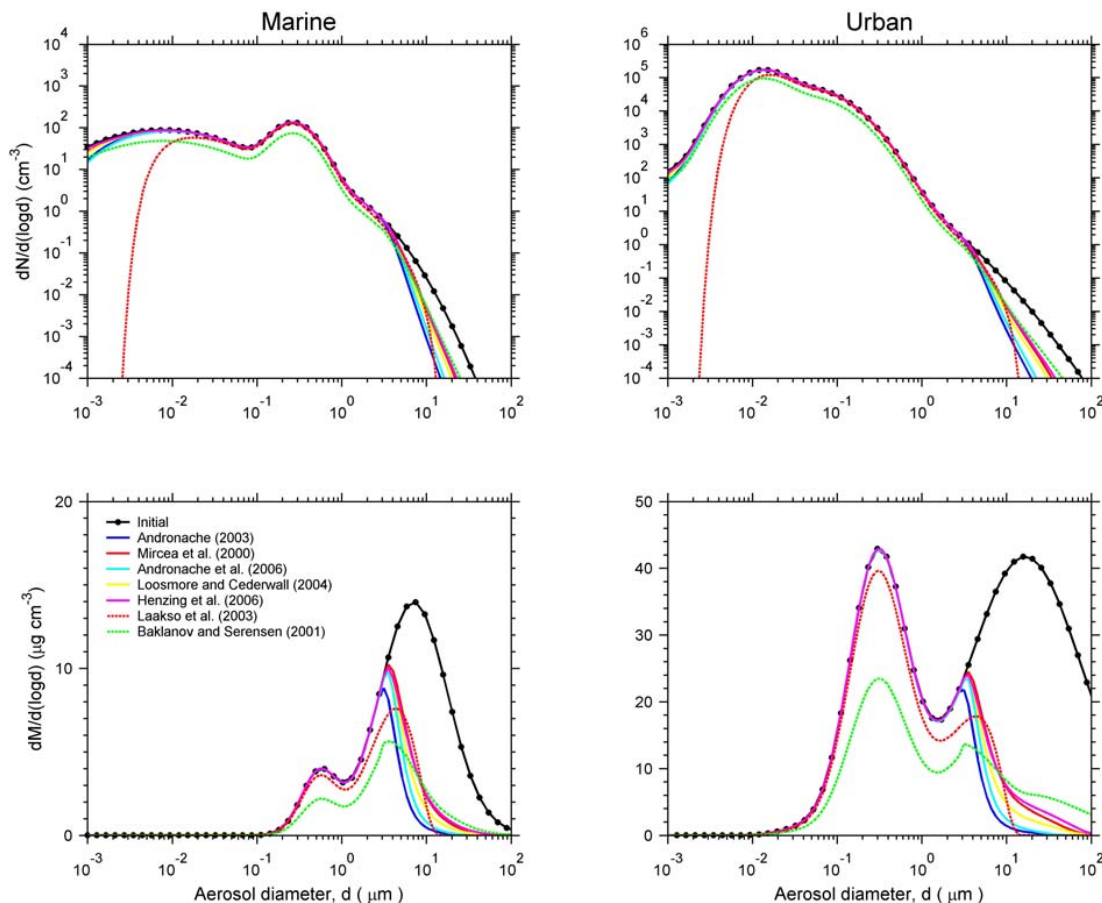 Marine
Urban
10^4
10^3
10^2
10^1
10^0
10^-1
10^-2
10^-3
10^-4
dN/d(logd) (cm^-3)
10^-3 10^-2 10^-1 10^0 10^1 10^2
10^6
10^5
10^4
10^3
10^2
10^1
10^0
10^-1
10^-2
10^-3
10^-4
10^-3 10^-2 10^-1 10^0 10^1 10^2
20
10
0
dM/d(logd) (μg cm^-3)
Initial
Andronache (2003)
Mircea et al. (2000)
Andronache et al. (2006)
Loosmore and Cederwall (2004)
Henzing et al. (2006)
Laakso et al. (2003)
Baklanov and Serensen (2001)
10^-3 10^-2 10^-1 10^0 10^1 10^2
Aerosol diameter, d ( μm )
50
40
30
20
10
0
10^-3 10^-2 10^-1 10^0 10^1 10^2
Aerosol diameter, d ( μm )